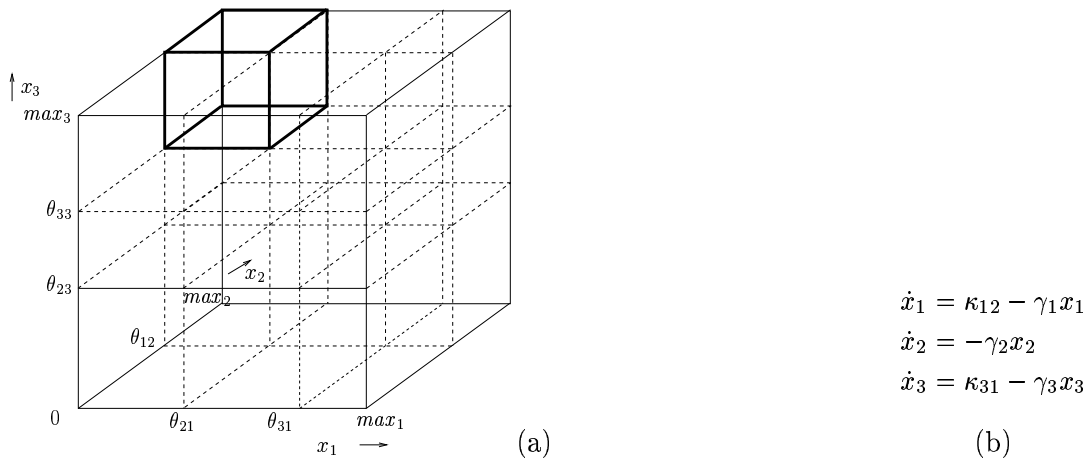 x₃
max₃
θ₃₃
x₂
θ₂₃
max₂
θ₁₂
0
θ₂₁
θ₃₁
max₁
x₁
(a)
ẋ₁ = κ₁₂ − γ₁x₁
ẋ₂ = −γ₂x₂
ẋ₃ = κ₃₁ − γ₃x₃
(b)